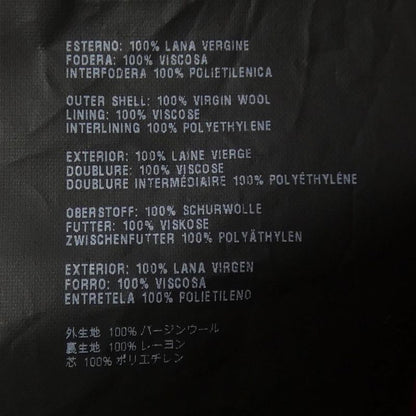 ESTERNO: 100% LANA VERGINE
FODERA: 100% VISCOSA
INTERFODERA 100% POLIETILENICA
OUTER SHELL: 100% VIRGIN WOOL
LINING: 100% VISCOSE
INTERLINING 100% POLYETHYLENE
EXTERIOR: 100% LAINE VIERGE
DOUBLURE: 100% VISCOSE
DOUBLURE INTERMÉDIAIRE 100% POLYÉTHYLÈNE
OBERSTOFF: 100% SCHURWOLLE
FUTTER: 100% VISKOSE
ZWISCHENFUTTER 100% POLYÄTHYLEN
EXTERIOR: 100% LANA VIRGEN
FORRO: 100% VISCOSA
ENTRETELA 100% POLIETILENO
外生地 100% バージンウール
裏生地 100% レーヨン
芯 100% ポリエチレン